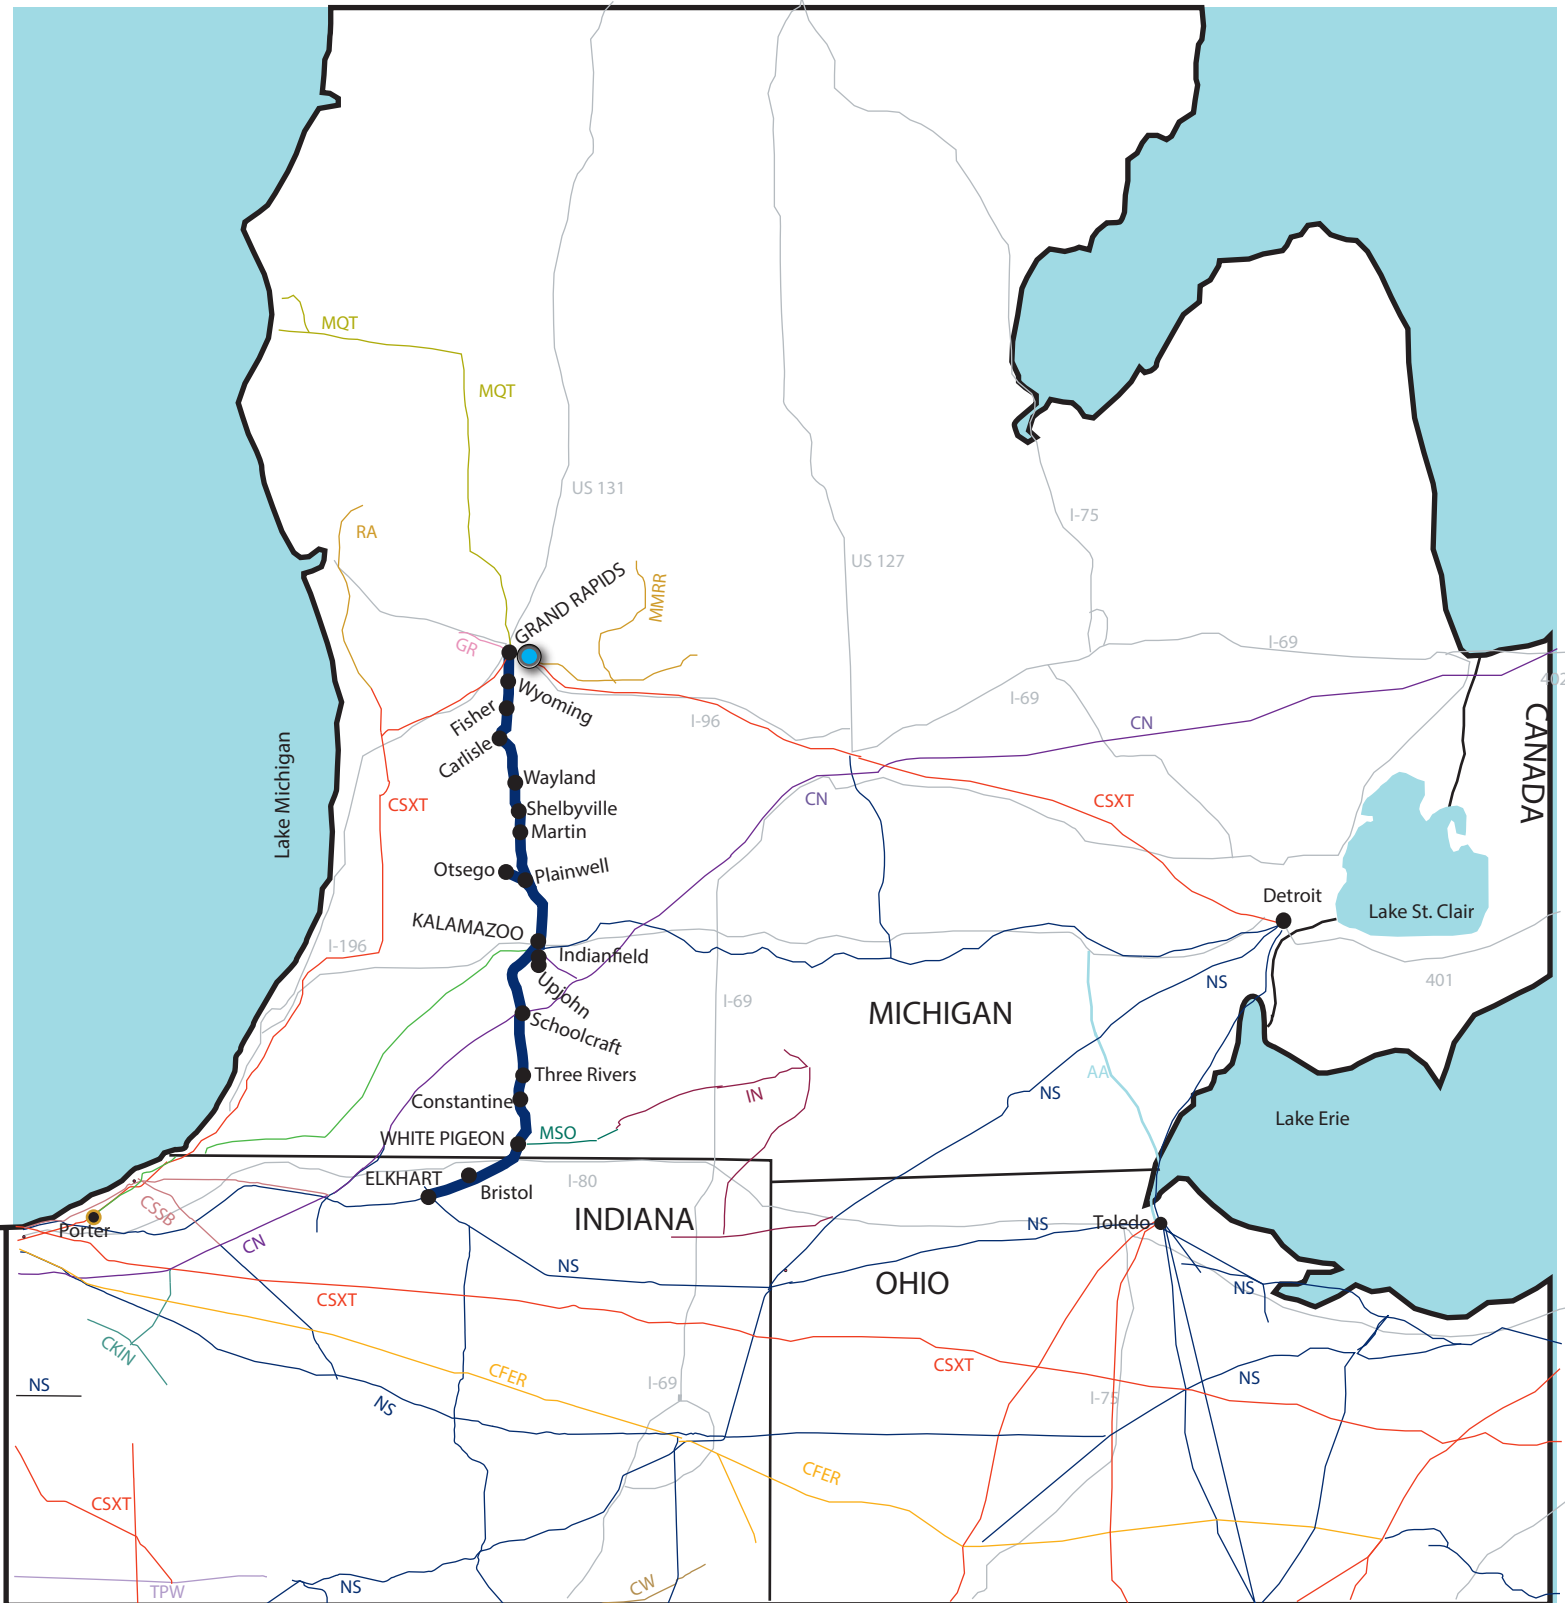 MQT
MQT
US 131
I-75
RA
US 127
GRAND RAPIDS
MMRR
GR
I-69
402
Wyoming
I-69
Fisher
I-96
CN
CANADA
Carlisle
Lake Michigan
Wayland
CN
CSXT
CSXT
Shelbyville
Martin
Otsego
Plainwell
Detroit
Lake St. Clair
KALAMAZOO
I-196
Indianfield
NS
401
Upjohn
I-69
MICHIGAN
Schoolcraft
Three Rivers
AA
Constantine
IN
NS
Lake Erie
WHITE PIGEON
MSO
ELKHART
I-80
Bristol
CSSB
Porter
INDIANA
NS
Toledo
CN
NS
OHIO
NS
CSXT
CKIN
CSXT
CFER
NS
I-69
NS
NS
I-75
CFER
CSXT
TPW
NS
CW